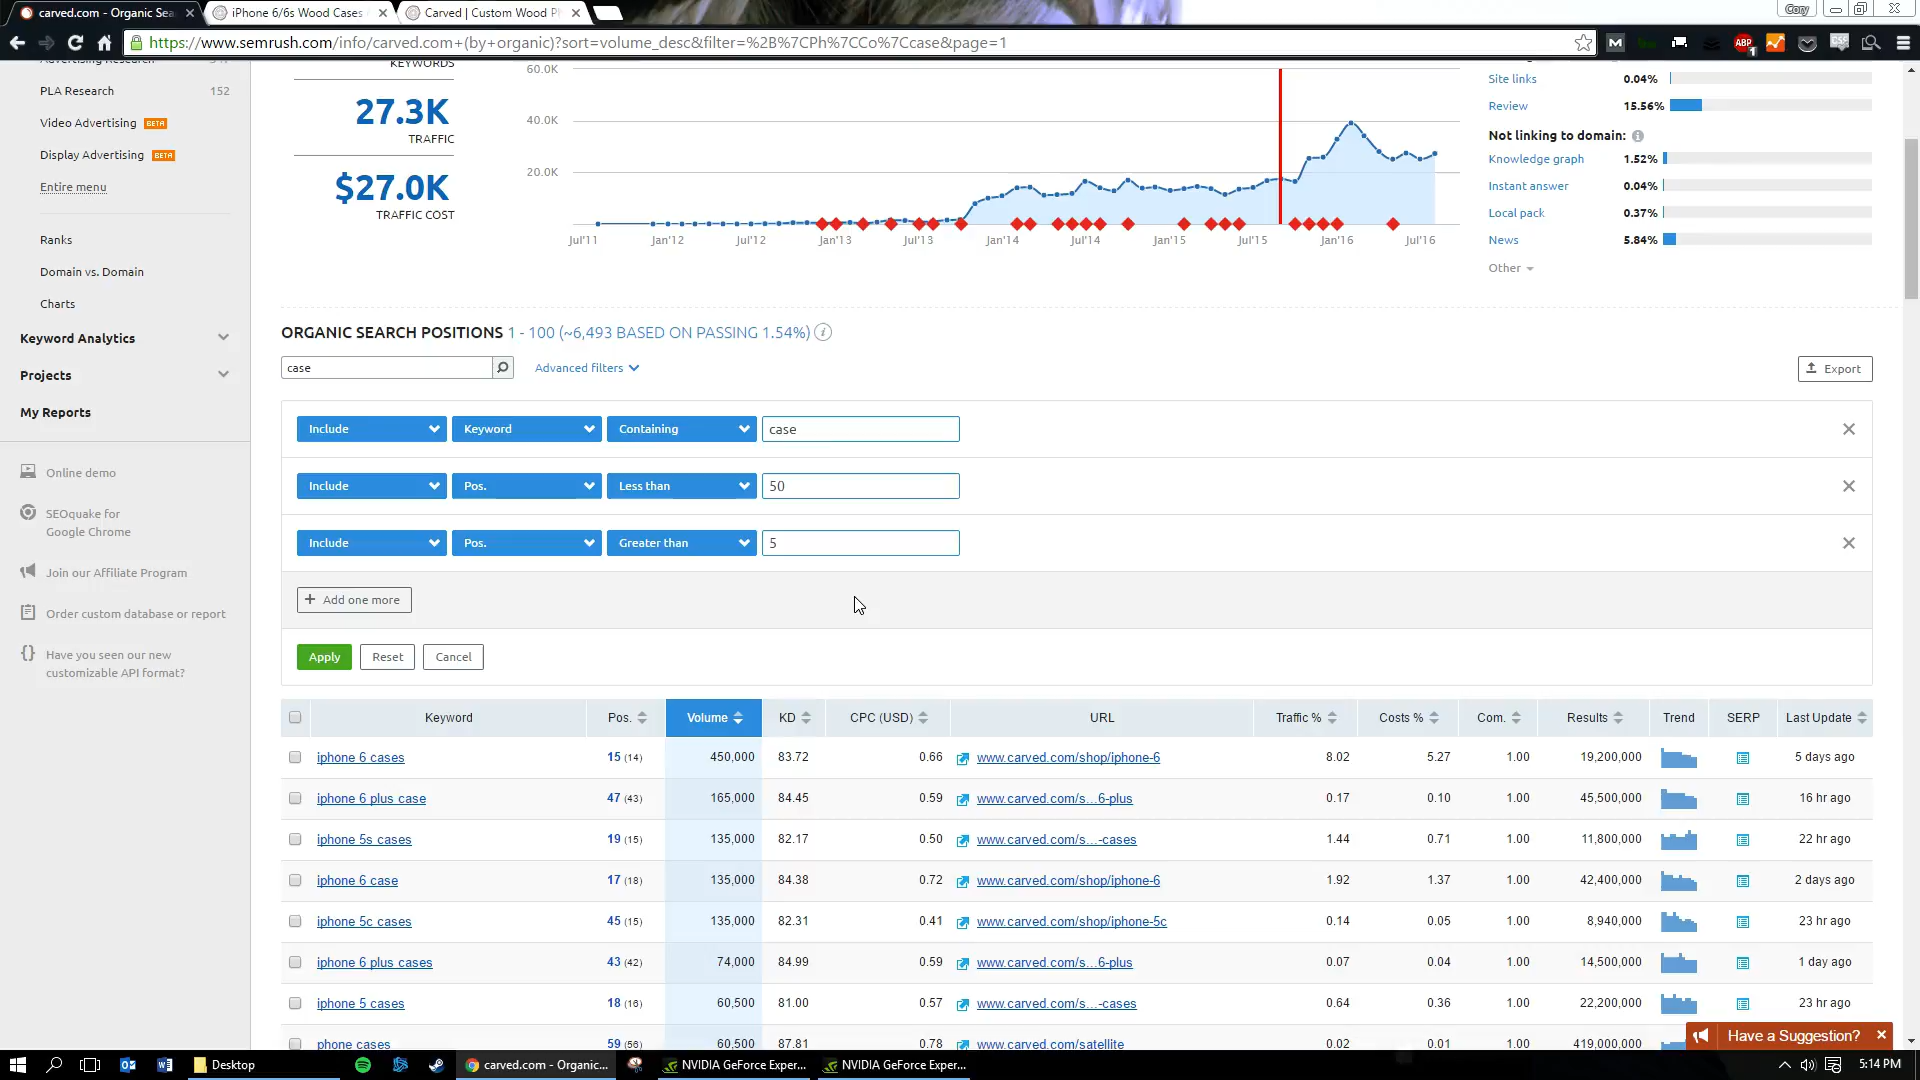 carved.com - Organic Sea
iPhone 6/6s Wood Cases
Carved | Custom Wood Ph
Cory
https://www.semrush.com/info/carved.com+(by+organic)?sort=volume_desc&filter=%2B%7CPh%7CCo%7Ccase&page=1
Advertising Research
PLA Research 152
Video Advertising BETA
Display Advertising BETA
Entire menu
Ranks
Domain vs. Domain
Charts
Keyword Analytics
Projects
My Reports
Online demo
SEOquake for
Google Chrome
Join our Affiliate Program
Order custom database or report
Have you seen our new
customizable API format?
KEYWORDS
27.3K
TRAFFIC
$27.0K
TRAFFIC COST
60.0K
40.0K
20.0K
Jul'11 Jan'12 Jul'12 Jan'13 Jul'13 Jan'14 Jul'14 Jan'15 Jul'15 Jan'16 Jul'16
Site links 0.04%
Review 15.56%
Not linking to domain:
Knowledge graph 1.52%
Instant answer 0.04%
Local pack 0.37%
News 5.84%
Other
ORGANIC SEARCH POSITIONS 1 - 100 (~6,493 BASED ON PASSING 1.54%)
case Advanced filters Export
Include Keyword Containing case
Include Pos. Less than 50
Include Pos. Greater than 5
+ Add one more
Apply Reset Cancel
Keyword Pos. Volume KD CPC (USD) URL Traffic % Costs % Com. Results Trend SERP Last Update
iphone 6 cases 15 (14) 450,000 83.72 0.66 www.carved.com/shop/iphone-6 8.02 5.27 1.00 19,200,000 5 days ago
iphone 6 plus case 47 (43) 165,000 84.45 0.59 www.carved.com/s...6-plus 0.17 0.10 1.00 45,500,000 16 hr ago
iphone 5s cases 19 (15) 135,000 82.17 0.50 www.carved.com/s...-cases 1.44 0.71 1.00 11,800,000 22 hr ago
iphone 6 case 17 (18) 135,000 84.38 0.72 www.carved.com/shop/iphone-6 1.92 1.37 1.00 42,400,000 2 days ago
iphone 5c cases 45 (15) 135,000 82.31 0.41 www.carved.com/shop/iphone-5c 0.14 0.05 1.00 8,940,000 23 hr ago
iphone 6 plus cases 43 (42) 74,000 84.99 0.59 www.carved.com/s...6-plus 0.07 0.04 1.00 14,500,000 1 day ago
iphone 5 cases 18 (16) 60,500 81.00 0.57 www.carved.com/s...-cases 0.64 0.36 1.00 22,200,000 23 hr ago
phone cases 59 (56) 60,500 87.81 0.78 www.carved.com/satellite 0.02 0.01 1.00 419,000,000
Have a Suggestion?
Desktop
carved.com - Organic...
NVIDIA GeForce Exper...
NVIDIA GeForce Exper...
5:14 PM